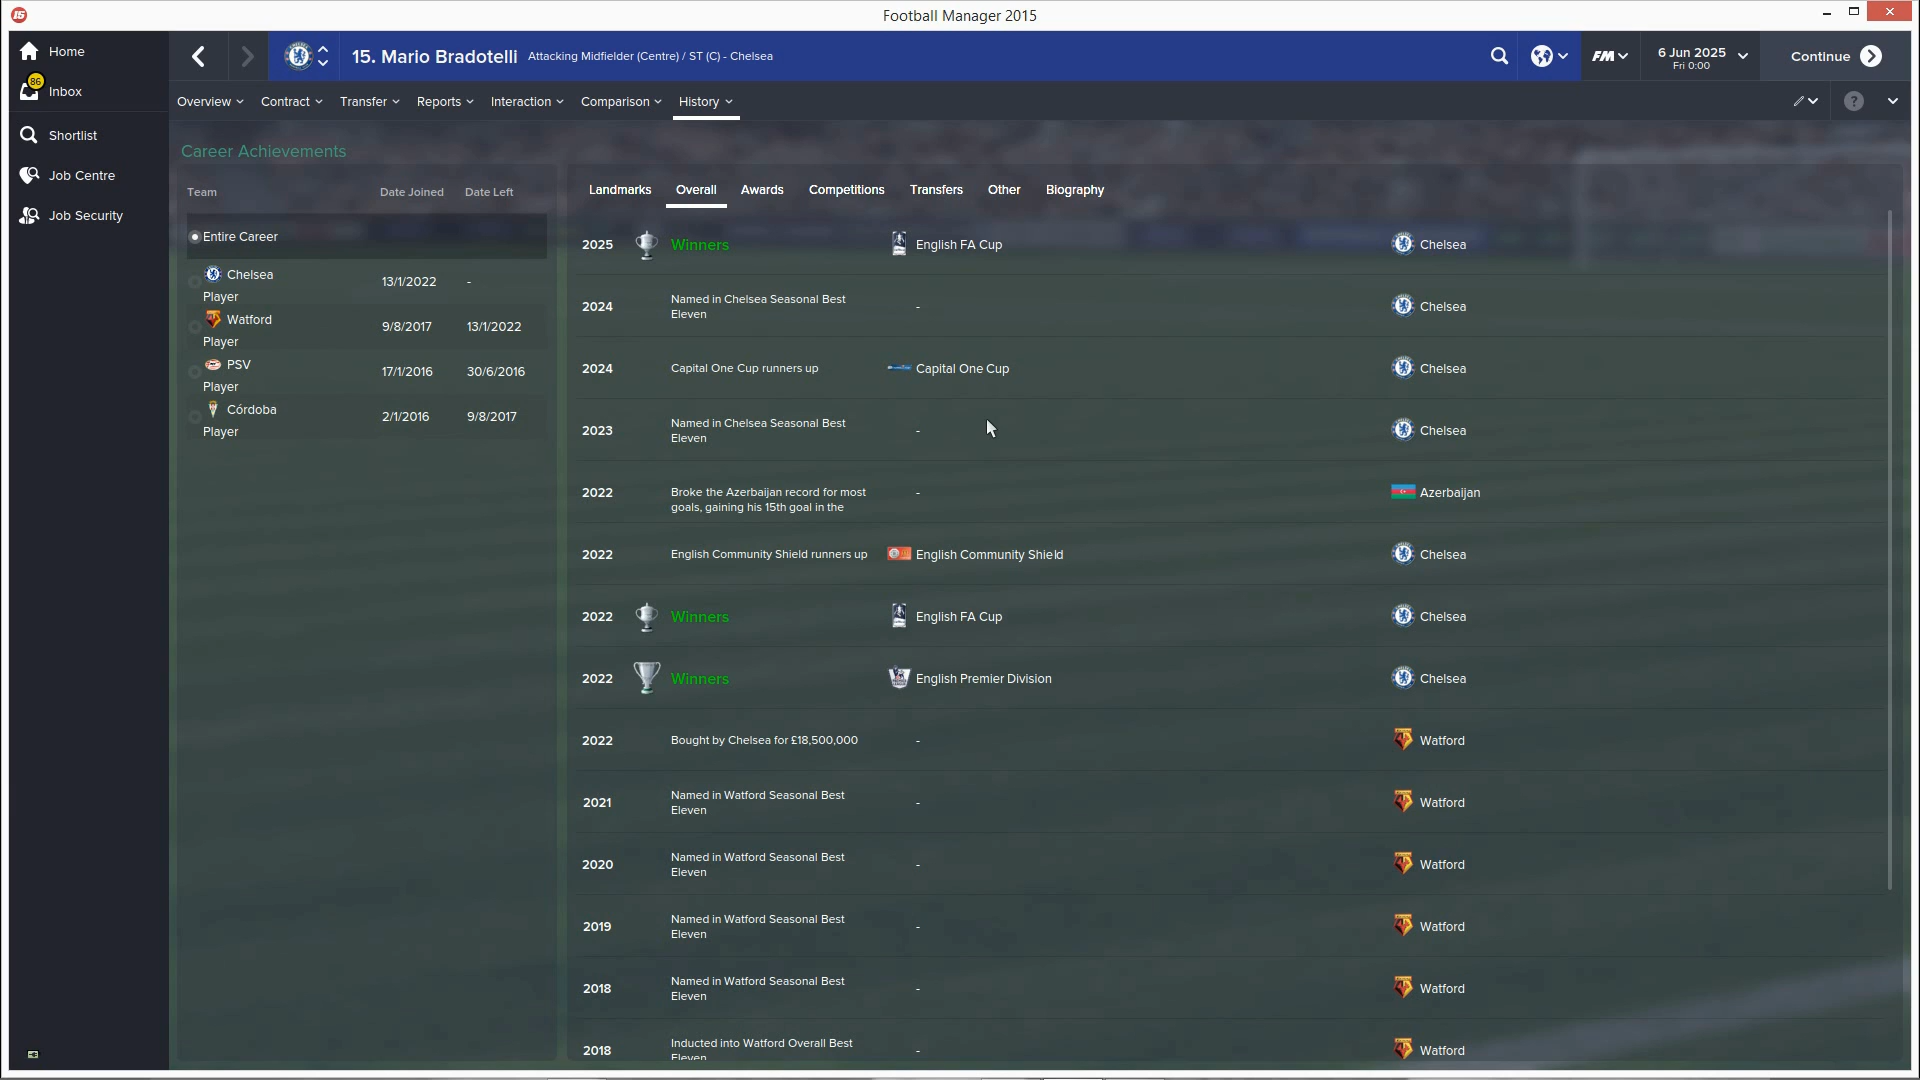 Football Manager 2015
Home
86
Inbox
Shortlist
Job Centre
Job Security
15. Mario Bradotelli
Attacking Midfielder (Centre) / ST (C) - Chelsea
FM
6 Jun 2025
Fri 0:00
Continue
Overview
Contract
Transfer
Reports
Interaction
Comparison
History
?
Career Achievements
Team Date Joined Date Left
Entire Career
Chelsea
Player
13/1/2022 -
Watford
Player
9/8/2017 13/1/2022
PSV
Player
17/1/2016 30/6/2016
Córdoba
Player
2/1/2016 9/8/2017
Landmarks Overall Awards Competitions Transfers Other Biography
2025 Winners English FA Cup Chelsea
2024 Named in Chelsea Seasonal Best
Eleven - Chelsea
2024 Capital One Cup runners up Capital One Cup Chelsea
2023 Named in Chelsea Seasonal Best
Eleven - Chelsea
2022 Broke the Azerbaijan record for most
goals, gaining his 15th goal in the - Azerbaijan
2022 English Community Shield runners up English Community Shield Chelsea
2022 Winners English FA Cup Chelsea
2022 Winners English Premier Division Chelsea
2022 Bought by Chelsea for £18,500,000 - Watford
2021 Named in Watford Seasonal Best
Eleven - Watford
2020 Named in Watford Seasonal Best
Eleven - Watford
2019 Named in Watford Seasonal Best
Eleven - Watford
2018 Named in Watford Seasonal Best
Eleven - Watford
2018 Inducted into Watford Overall Best
Eleven - Watford